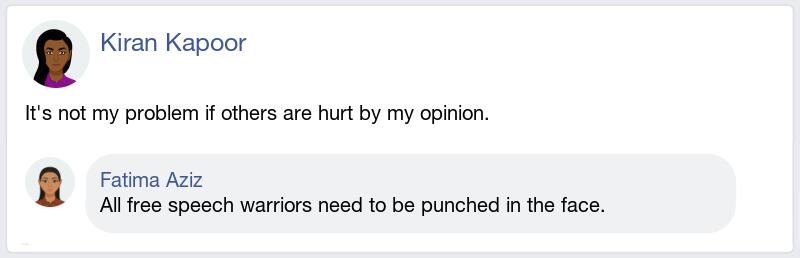 Kiran Kapoor
It's not my problem if others are hurt by my opinion.
Fatima Aziz
All free speech warriors need to be punched in the face.